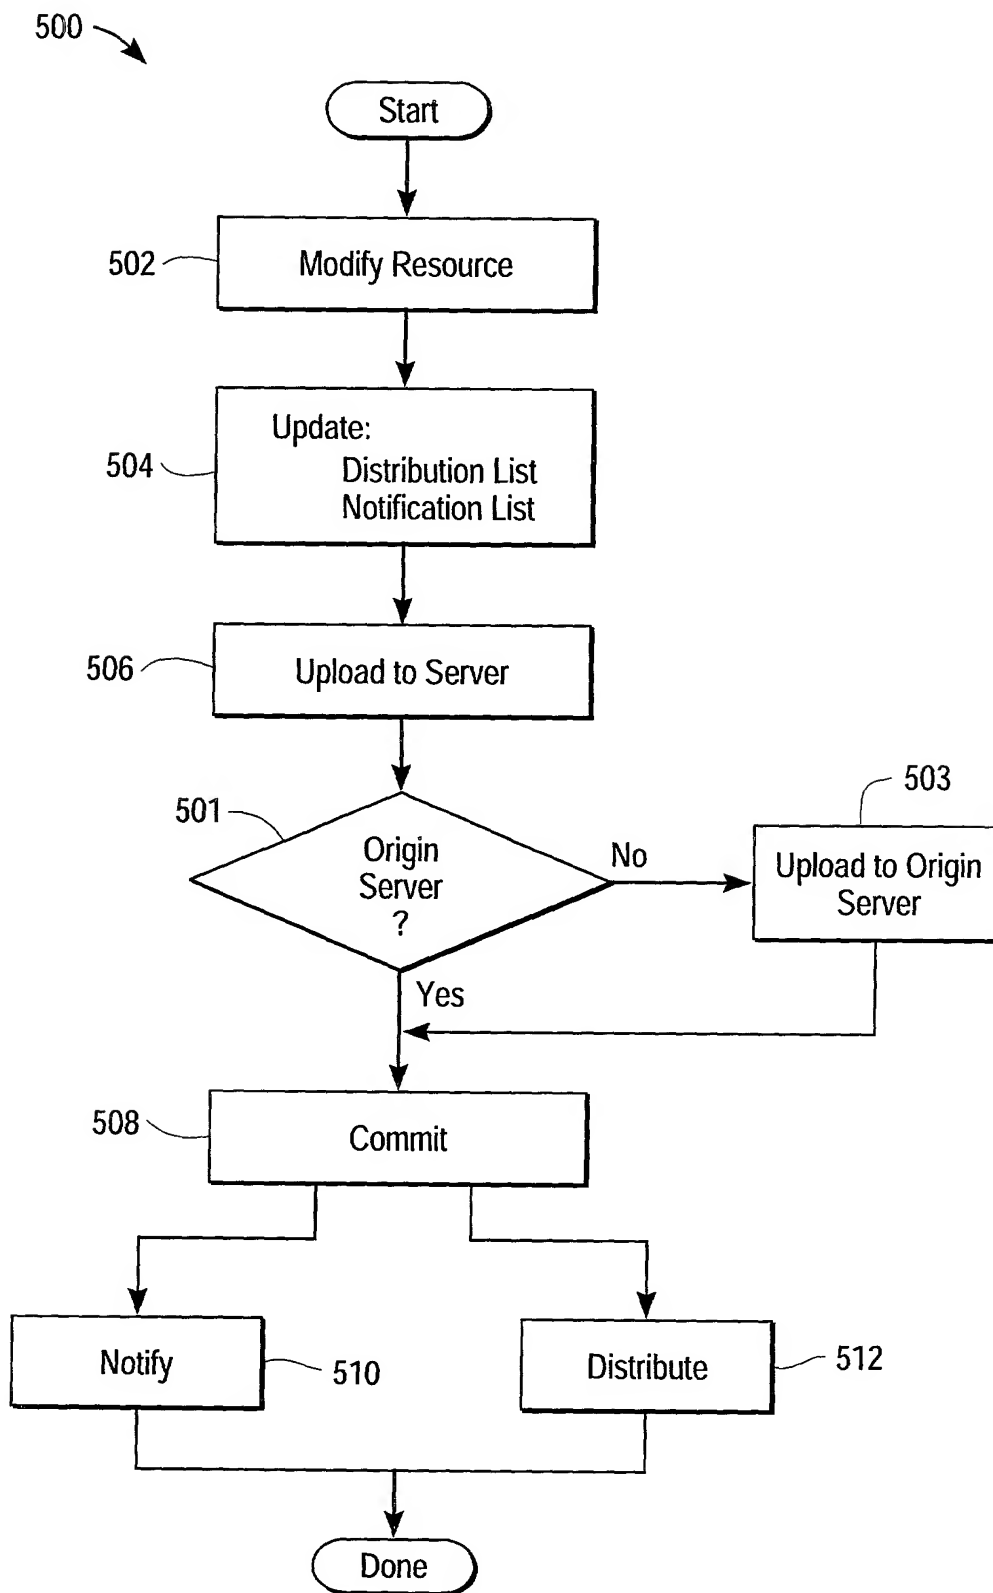 500
Start
502
Modify Resource
504
Update:
Distribution List
Notification List
506
Upload to Server
501
Origin
Server
?
No
503
Upload to Origin
Server
Yes
508
Commit
Notify
510
Distribute
512
Done